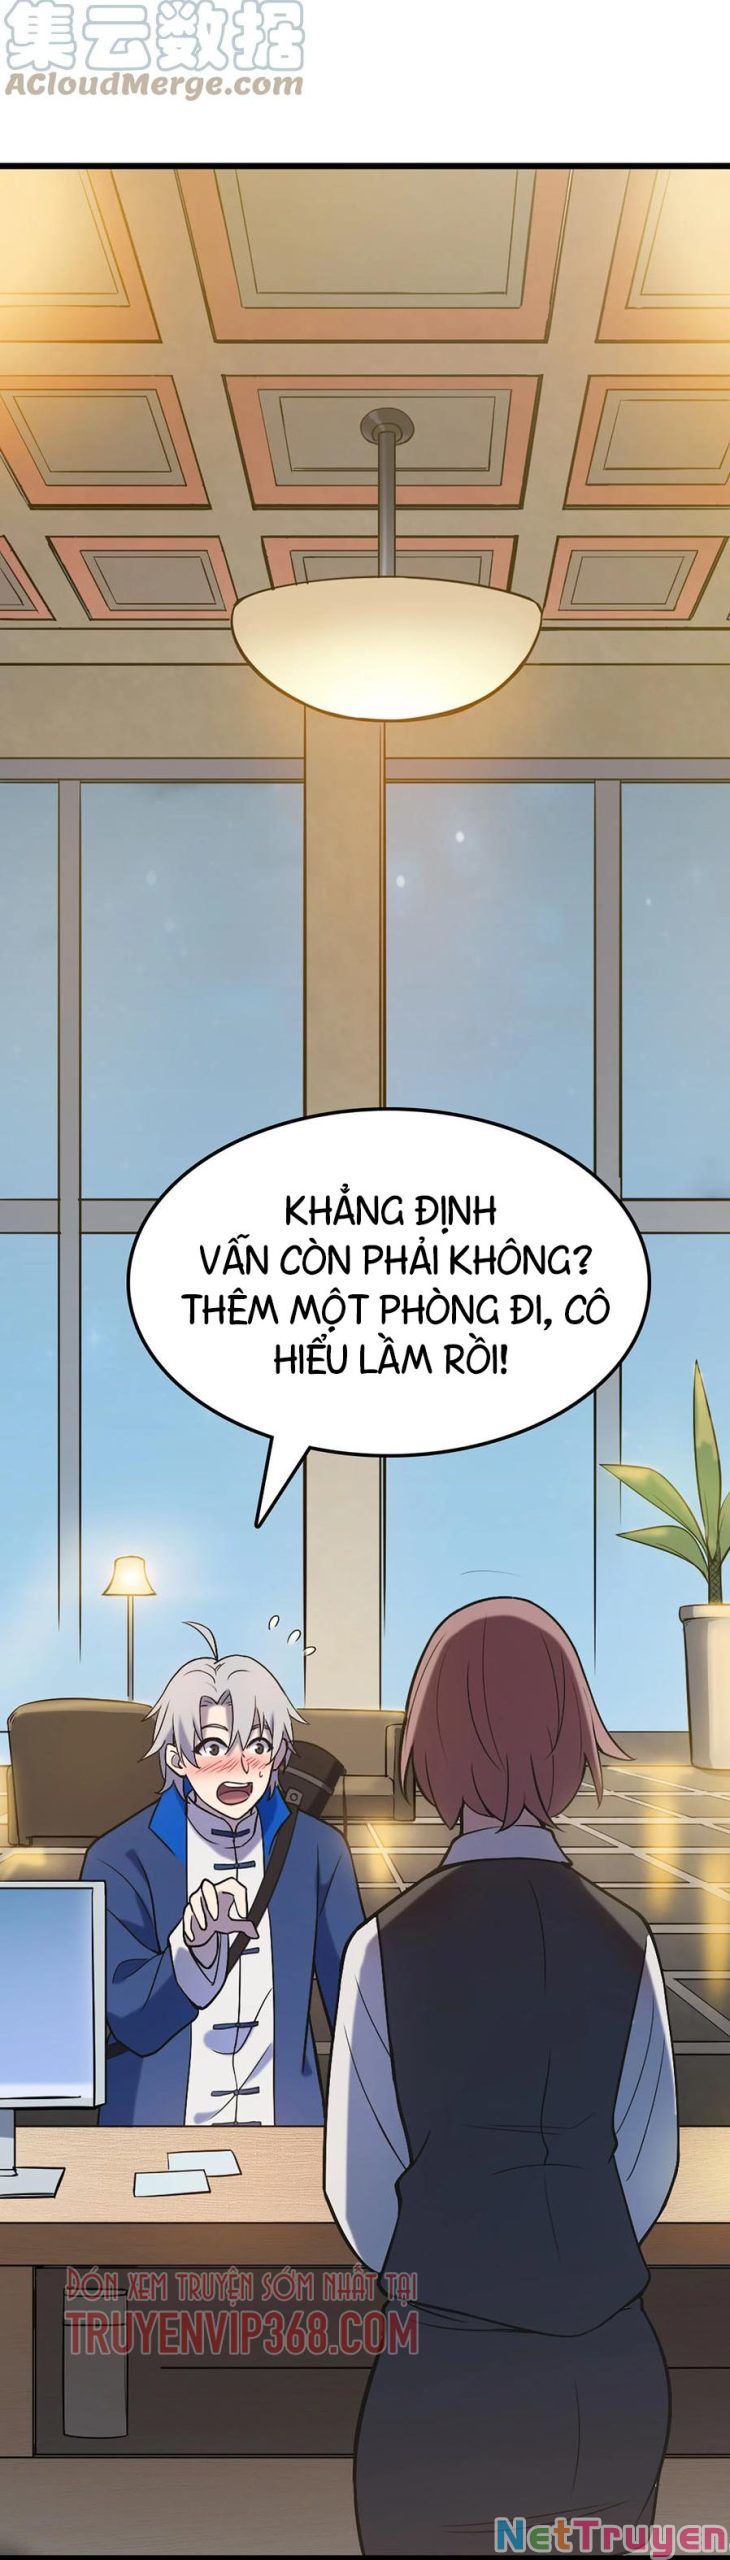 集云数据
AcloudMerge.com
KHẲNG ĐỊNH
VẪN CÒN PHẢI KHÔNG?
THÊM MỘT PHÒNG ĐI, CÔ
HIỂU LẦM RỒI!
ĐÓN XEM TRUYỆN SỚM NHẤT TẠI
TRUYENVIP368.COM
NetTruyen